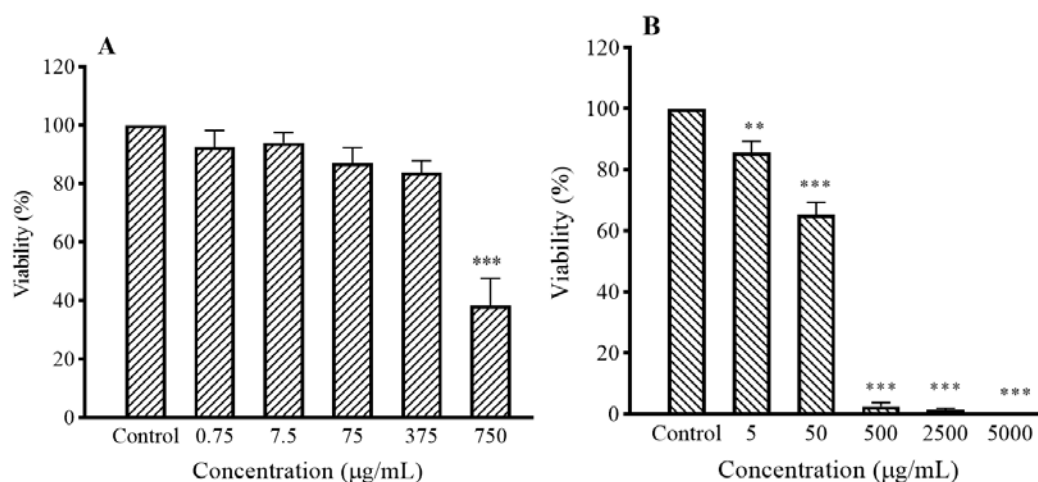 A
120
100
80
60
40
20
0
Viability (%)
***
Control 0.75 7.5 75 375 750
Concentration (μg/mL)
B
120
100
80
60
40
20
0
Viability (%)
**
***
*** *** ***
Control 5 50 500 2500 5000
Concentration (μg/mL)